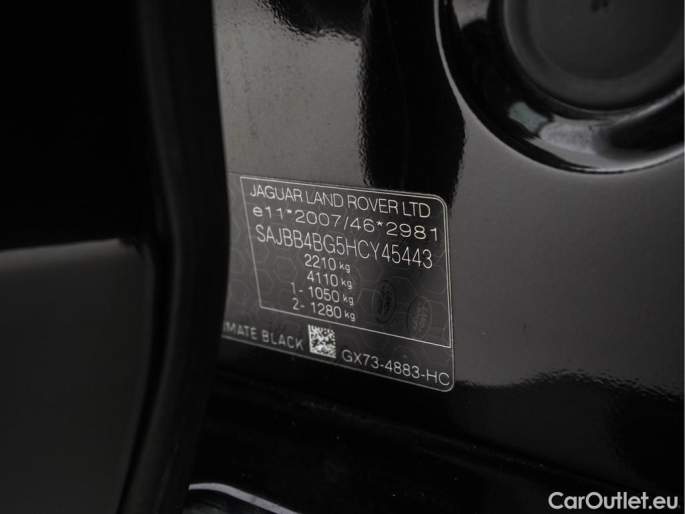 JAGUAR LAND ROVER LTD
e11*2007/46*2981
SAJBB4BG5HCY45443
2210 kg
4110 kg
1- 1050 kg
2- 1280 kg
IMATE BLACK
GX73-4883-HC
CarOutlet.eu